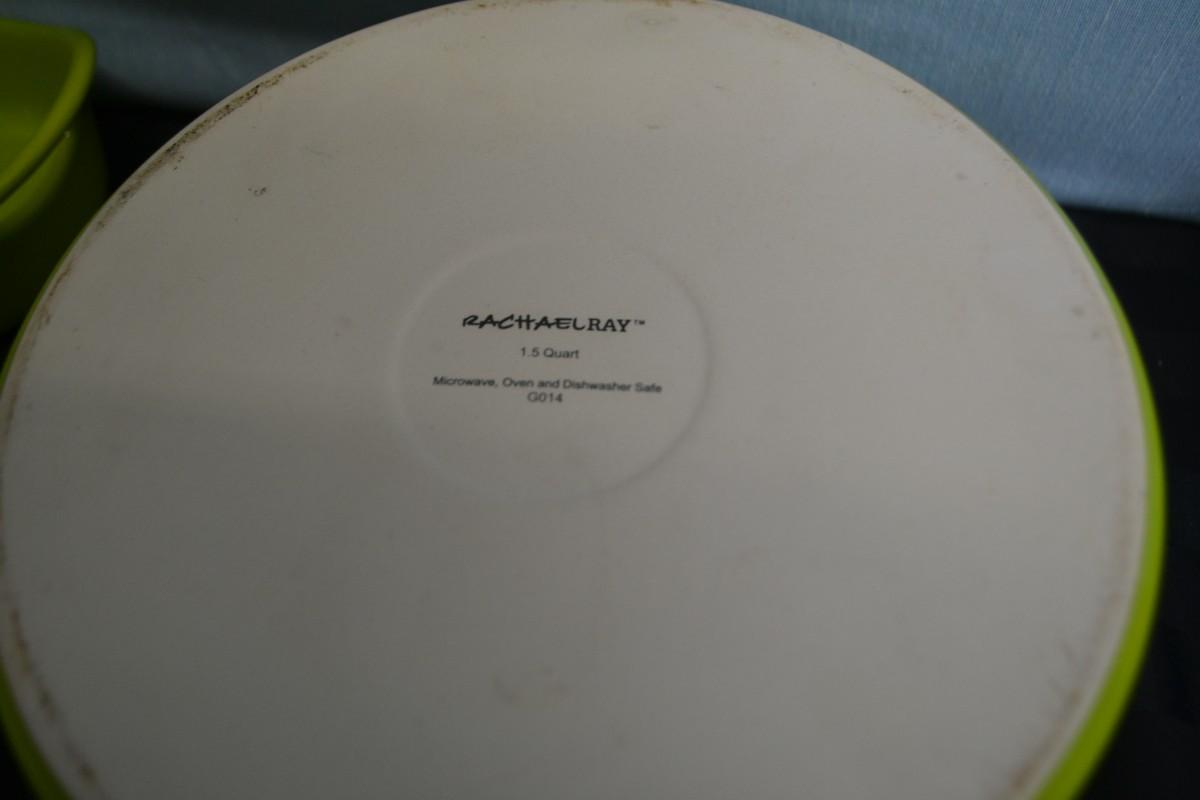 RACHAELRAY™
1.5 Quart
Microwave, Oven and Dishwasher Safe
G014